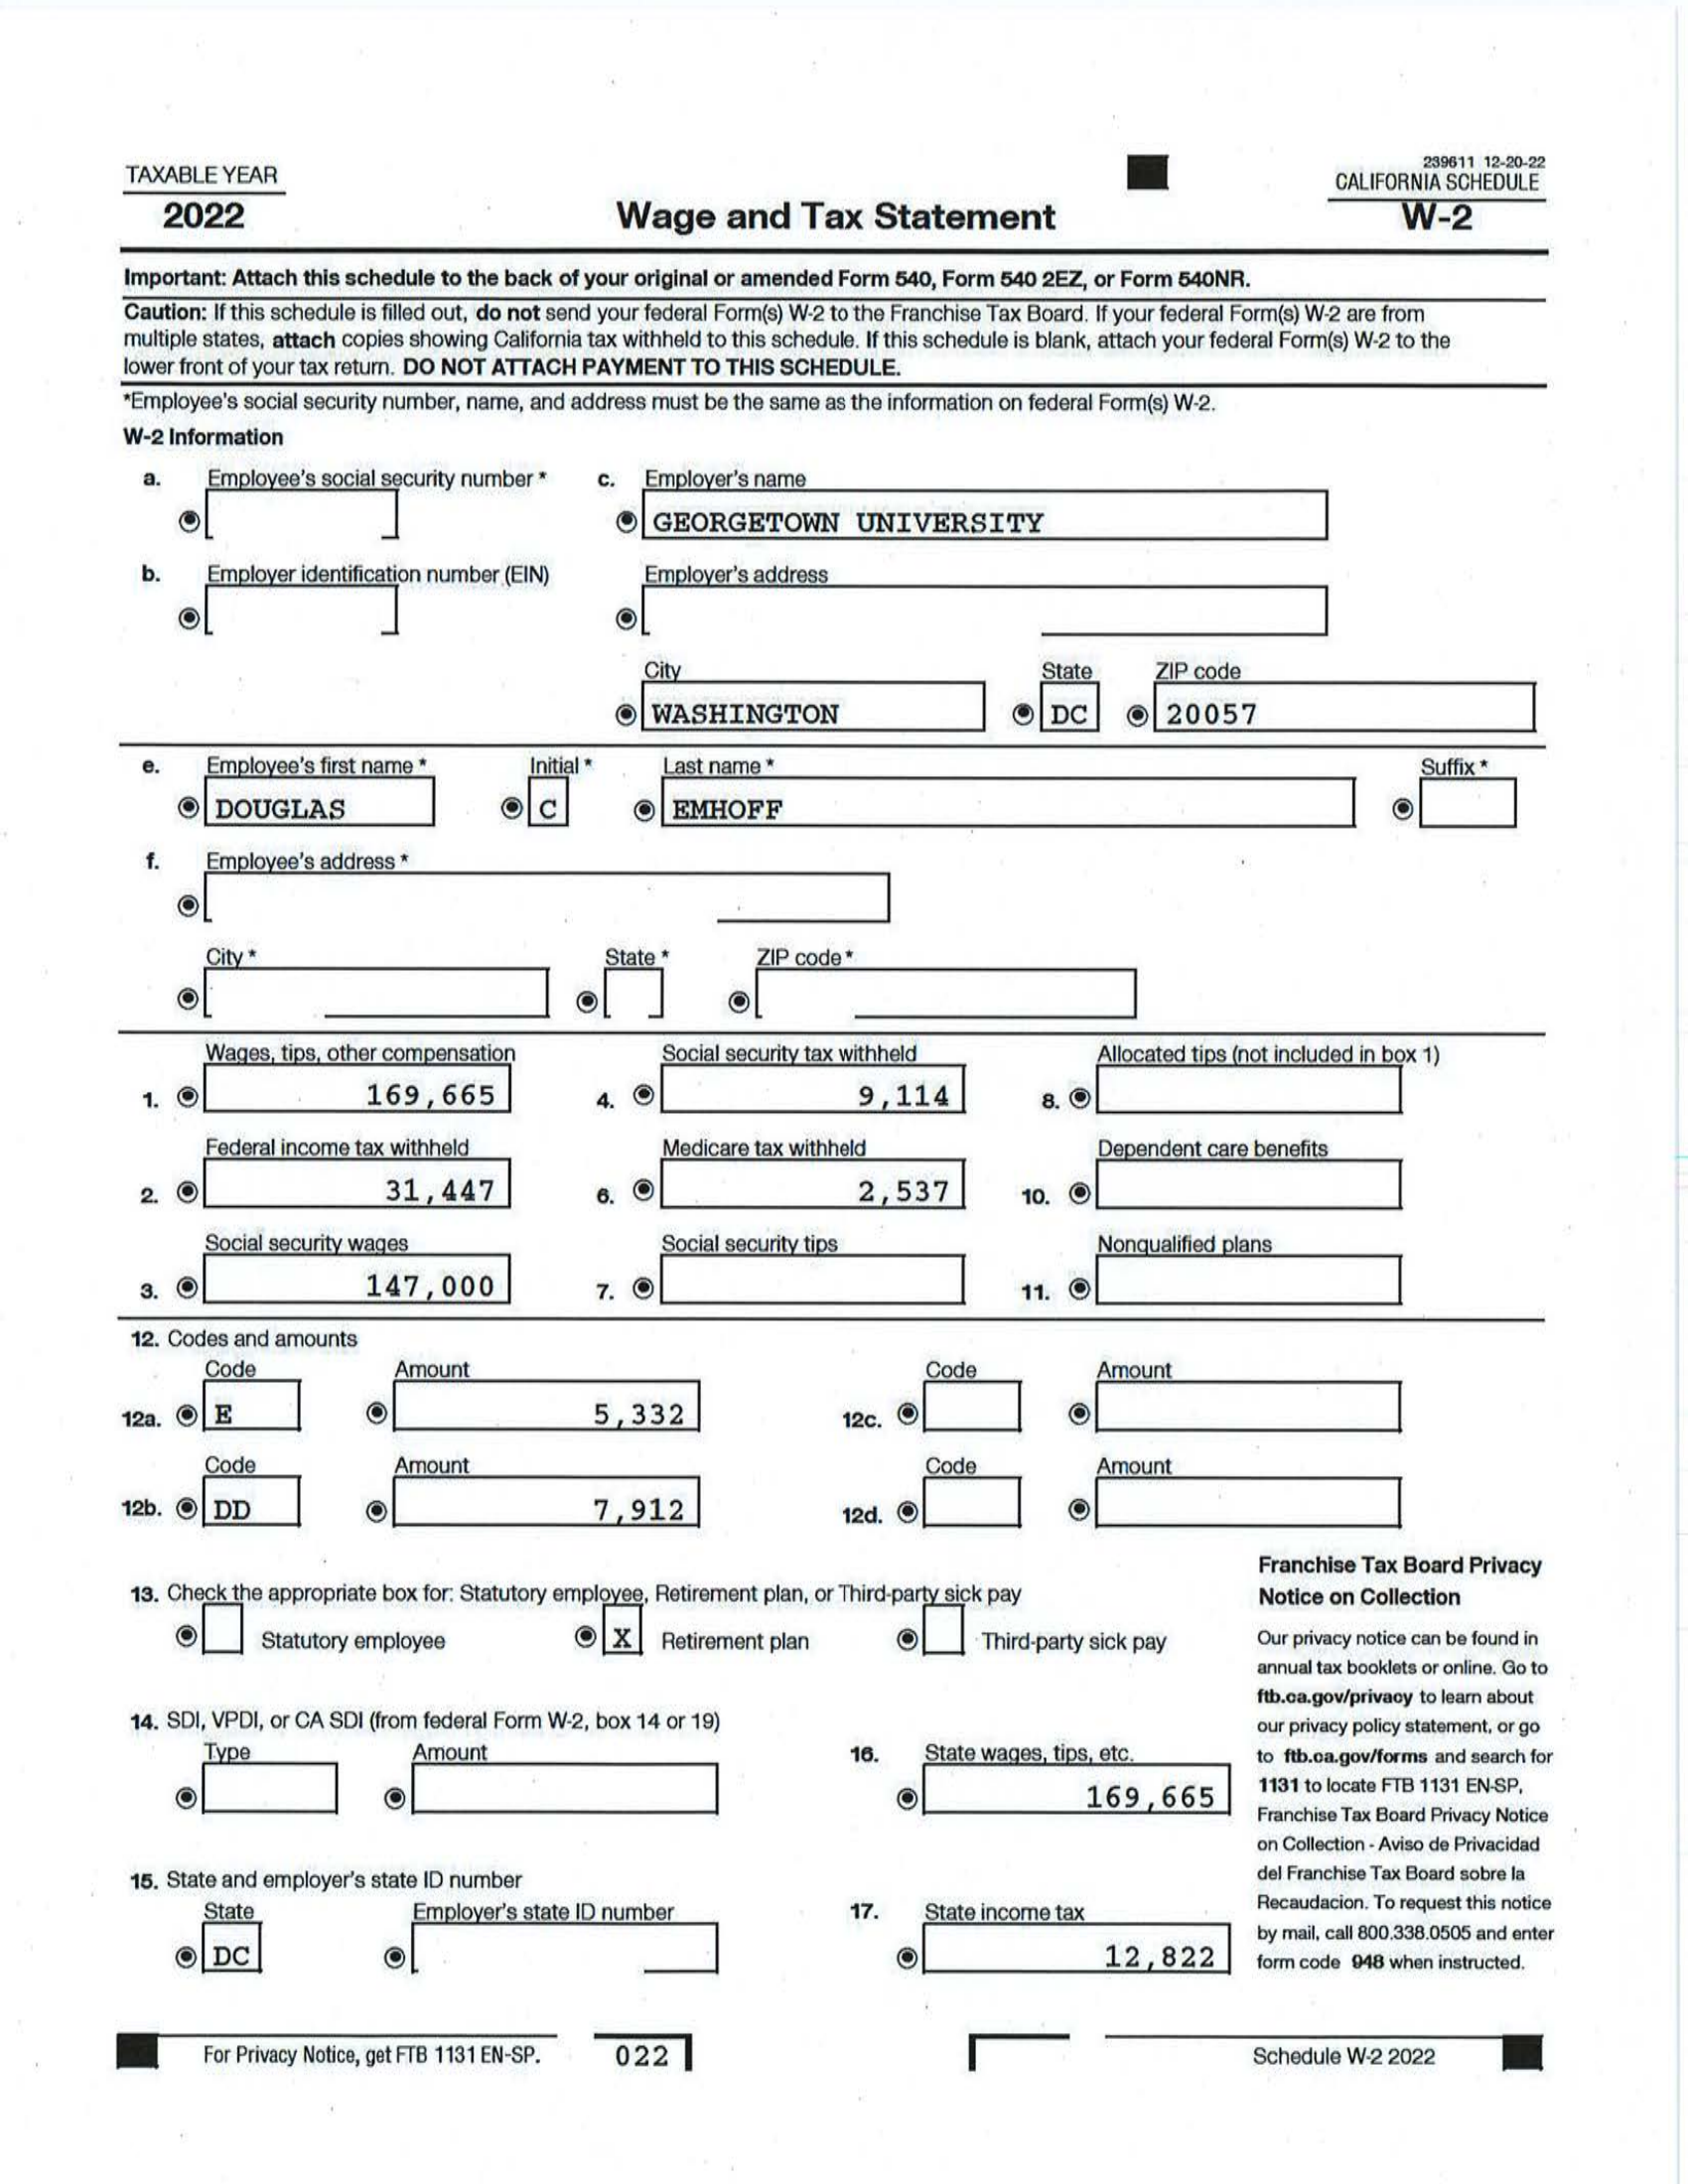 239611 12-20-22
TAXABLE YEAR
CALIFORNIA SCHEDULE
2022
Wage and Tax Statement
W-2
Important: Attach this schedule to the back of your original or amended Form 540, Form 540 2EZ, or Form 540NR.
Caution: If this schedule is filled out, do not send your federal Form(s) W-2 to the Franchise Tax Board. If your federal Form(s) W-2 are from
multiple states, attach copies showing California tax withheld to this schedule. If this schedule is blank, attach your federal Form(s) W-2 to the
lower front of your tax return. DO NOT ATTACH PAYMENT TO THIS SCHEDULE.
*Employee's social security number, name, and address must be the same as the information on federal Form(s) W-2.
W-2 Information
a. Employee's social security number * c. Employer's name
GEORGETOWN UNIVERSITY
b. Employer identification number (EIN) Employer's address
City State ZIP code
WASHINGTON DC 20057
e. Employee's first name * Initial * Last name * Suffix *
DOUGLAS C EMHOFF
f. Employee's address *
City * State * ZIP code *
Wages, tips, other compensation Social security tax withheld Allocated tips (not included in box 1)
1. 169,665 4. 9,114 8.
Federal income tax withheld Medicare tax withheld Dependent care benefits
2. 31,447 6. 2,537 10.
Social security wages Social security tips Nonqualified plans
3. 147,000 7. 11.
12. Codes and amounts
Code Amount Code Amount
12a. E 5,332 12c.
Code Amount Code Amount
12b. DD 7,912 12d.
13. Check the appropriate box for: Statutory employee, Retirement plan, or Third-party sick pay
Statutory employee X Retirement plan Third-party sick pay
14. SDI, VPDI, or CA SDI (from federal Form W-2, box 14 or 19)
Type Amount 16. State wages, tips, etc.
169,665
15. State and employer's state ID number
State Employer's state ID number 17. State income tax
DC 12,822
Franchise Tax Board Privacy
Notice on Collection
Our privacy notice can be found in
annual tax booklets or online. Go to
ftb.ca.gov/privacy to learn about
our privacy policy statement, or go
to ftb.ca.gov/forms and search for
1131 to locate FTB 1131 EN-SP,
Franchise Tax Board Privacy Notice
on Collection - Aviso de Privacidad
del Franchise Tax Board sobre la
Recaudacion. To request this notice
by mail, call 800.338.0505 and enter
form code 948 when instructed.
For Privacy Notice, get FTB 1131 EN-SP. 022 Schedule W-2 2022